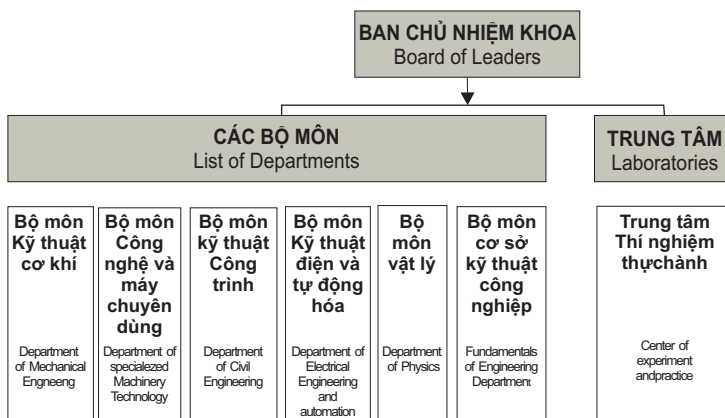 BAN CHỦ NHIỆM KHOA
Board of Leaders
CÁC BỘ MÔN
List of Departments
TRUNG TÂM
Laboratories
Bộ môn
Kỹ thuật
cơ khí
Department
of Mechanical
Engneeng
Bộ môn
Công
nghệ và
máy
chuyên
dùng
Department of
specialezed
Machinery
Technology
Bộ môn
kỹ thuật
Công
trình
Department
of Civil
Engineering
Bộ môn
Kỹ thuật
điện và
tự động
hóa
Department of
Electrical
Engineering
and
automation
Bộ
môn
vật lý
Department
of Physics
Bộ môn
cơ sở
kỹ thuật
công
nghiệp
Fundamentals
of Engineering
Department
Trung tâm
Thí nghiệm
thựchành
Center of
experiment
andpractice